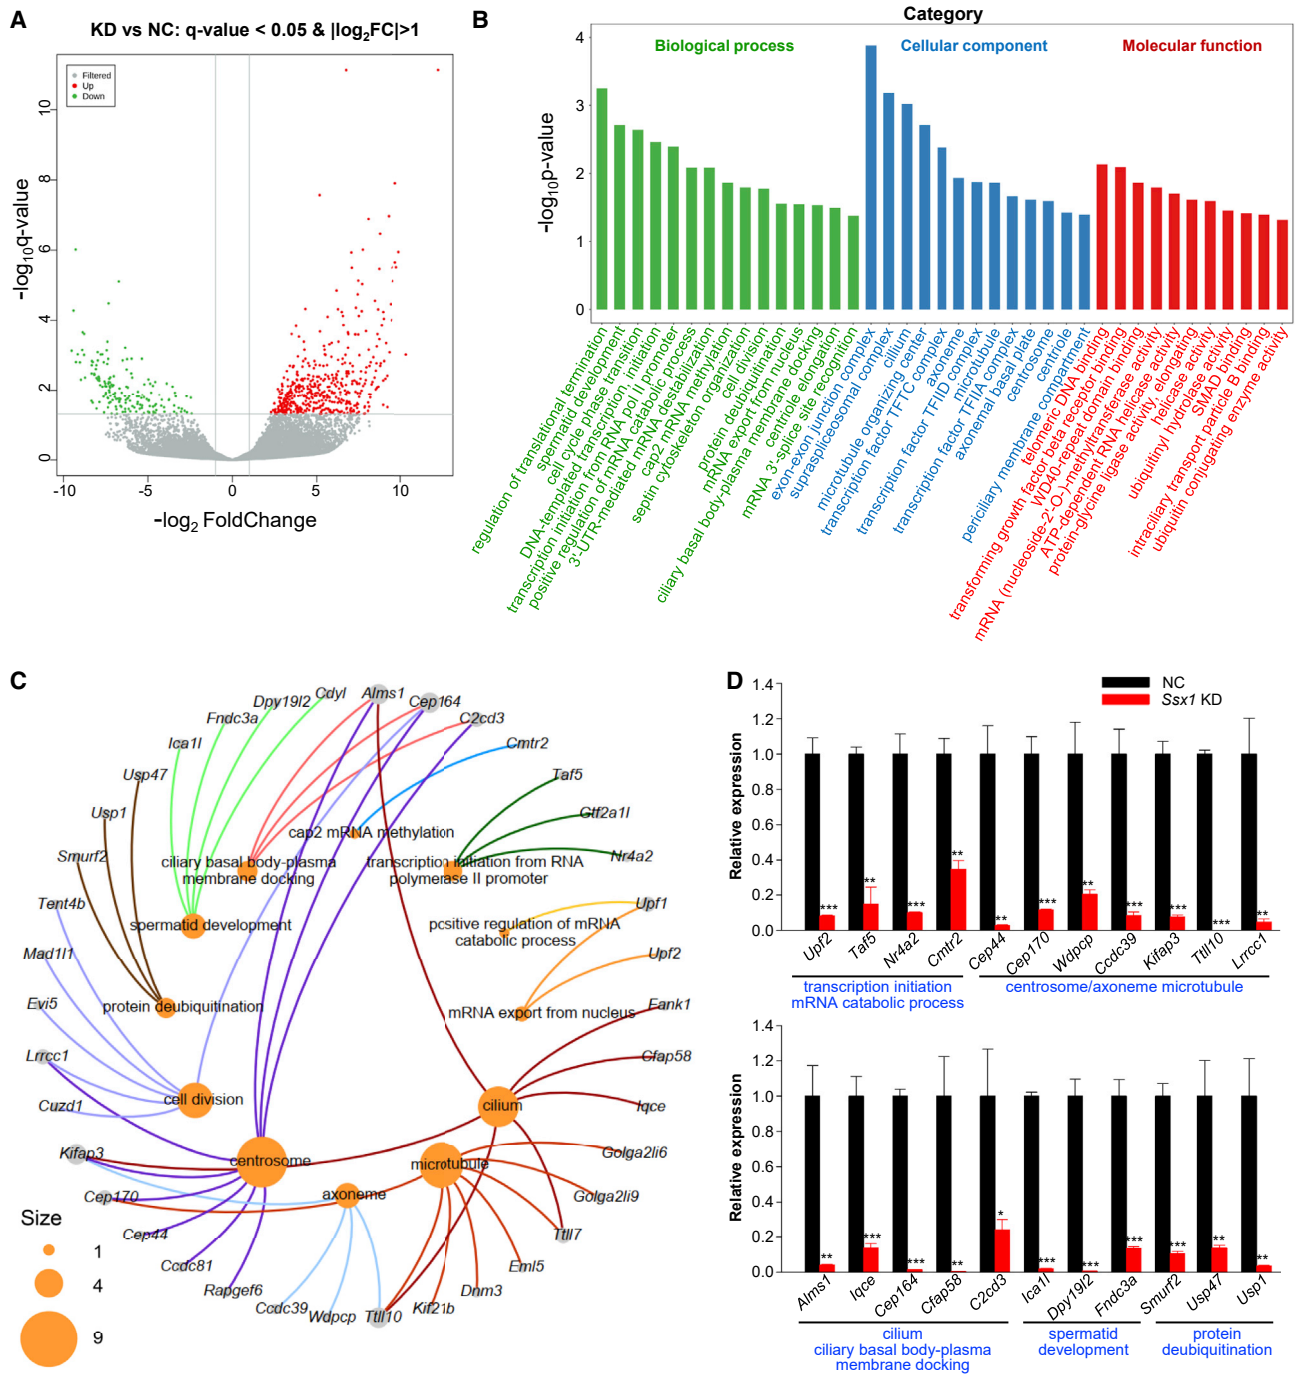 A
KD vs NC: q-value < 0.05 & |log2FC|>1
Filtered
Up
Down
-log10q-value
0
2
4
6
8
10
-10
-5
0
5
10
-log2 FoldChange
B
Category
Biological process
Cellular component
Molecular function
-log10p-value
4
3
2
1
0
regulation of translational termination
spermatid development
cell cycle phase transition
DNA-templated transcription, initiation
transcription initiation from RNA pol II promoter
positive regulation of mRNA catabolic process
3'-UTR-mediated mRNA destabilization
cap2 mRNA methylation
septin cytoskeleton organization
cell division
protein deubiquitination
mRNA export from nucleus
ciliary basal body-plasma membrane docking
centriole elongation
mRNA 3'-splice site recognition
exon-exon junction complex
supraspliceosomal complex
cilium
microtubule organizing center
transcription factor TFTC complex
axoneme
transcription factor TFIID complex
microtubule
transcription factor TFIIA complex
axonemal basal plate
centrosome
centriole
periciliary membrane compartment
telomeric DNA binding
transforming growth factor beta receptor binding
WD40-repeat domain binding
mRNA (nucleoside-2'-O-)-methyltransferase activity
ATP-dependent RNA helicase activity
protein-glycine ligase activity, elongating
helicase activity
ubiquitinyl hydrolase activity
SMAD binding
intraciliary transport particle B binding
ubiquitin conjugating enzyme activity
C
Alms1
Cep164
C2cd3
Cdyl
Dpy19l2
Fndc3a
Ica1l
Usp47
Usp1
Smurf2
Tent4b
Mad1l1
Evi5
Lrrcc1
Cuzd1
Kifap3
Cep170
Cep44
Ccdc81
Rapgef6
Ccdc39
Wdpcp
Ttll10
Kif21b
Dnm3
Eml5
Ttll7
Golga2li9
Golga2li6
Iqce
Cfap58
Fank1
Upf2
Upf1
Nr4a2
Gtf2a1l
Taf5
Cmtr2
cap2 mRNA methylation
ciliary basal body-plasma
membrane docking
transcription initiation from RNA
polymerase II promoter
spermatid development
positive regulation of mRNA
catabolic process
protein deubiquitination
mRNA export from nucleus
cell division
cilium
centrosome
microtubule
axoneme
Size
1
4
9
D
NC
Ssx1 KD
Relative expression
1.4
1.2
1.0
0.8
0.6
0.4
0.2
0.0
***
**
***
**
**
***
**
***
***
***
**
Upf2
Taf5
Nr4a2
Cmtr2
Cep44
Cep170
Wdpcp
Ccdc39
Kifap3
Ttll10
Lrrcc1
transcription initiation
mRNA catabolic process
centrosome/axoneme microtubule
Relative expression
1.4
1.2
1.0
0.8
0.6
0.4
0.2
0.0
**
***
***
**
*
***
***
***
***
**
**
Alms1
Iqce
Cep164
Cfap58
C2cd3
Ica1l
Dpy19l2
Fndc3a
Smurf2
Usp47
Usp1
cilium
ciliary basal body-plasma
membrane docking
spermatid
development
protein
deubiquitination